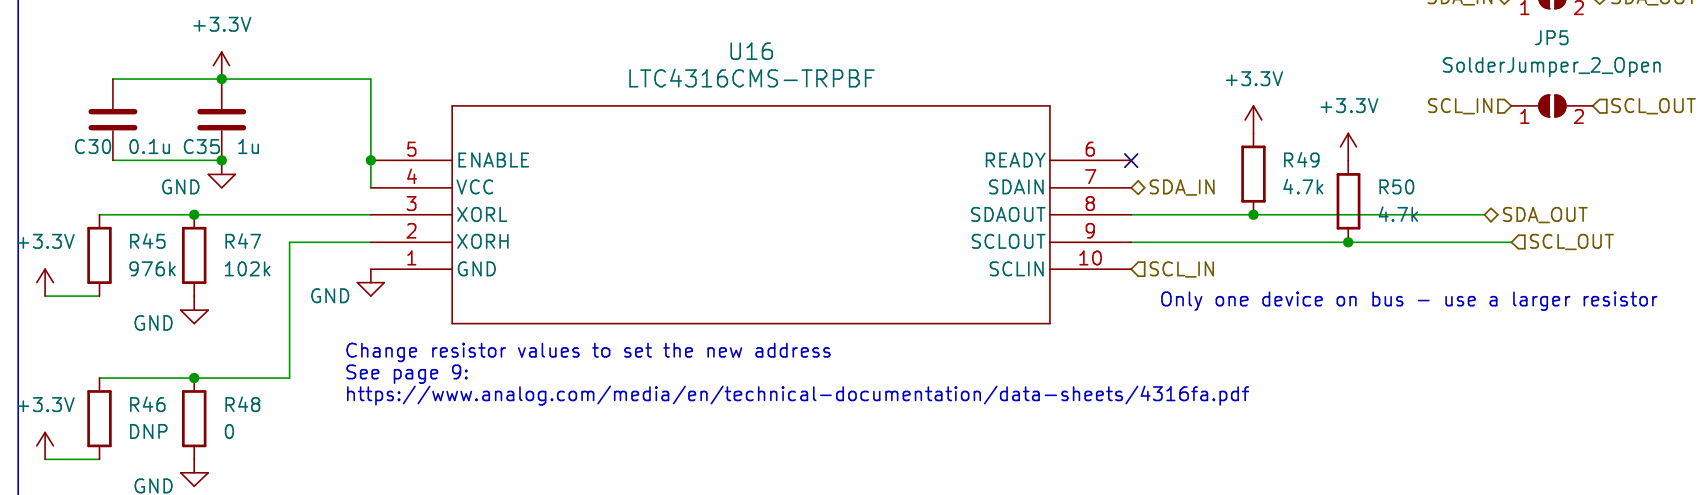 SDA_IN 1 2 SDA_OUT
+3.3V
JP5
SolderJumper_2_Open
SCL_IN 1 2 SCL_OUT
U16
LTC4316CMS-TRPBF
+3.3V
+3.3V
C30 0.1u C35 1u
GND
5 ENABLE
4 VCC
3 XORL
2 XORH
1 GND
READY 6
SDAIN 7 SDA_IN
SDAOUT 8
SCLOUT 9
SCLIN 10 SCL_IN
R49
4.7k
R50
4.7k
SDA_OUT
SCL_OUT
+3.3V
R45
976k
R47
102k
GND
GND
Only one device on bus - use a larger resistor
Change resistor values to set the new address
See page 9:
https://www.analog.com/media/en/technical-documentation/data-sheets/4316fa.pdf
+3.3V
R46
DNP
R48
0
GND